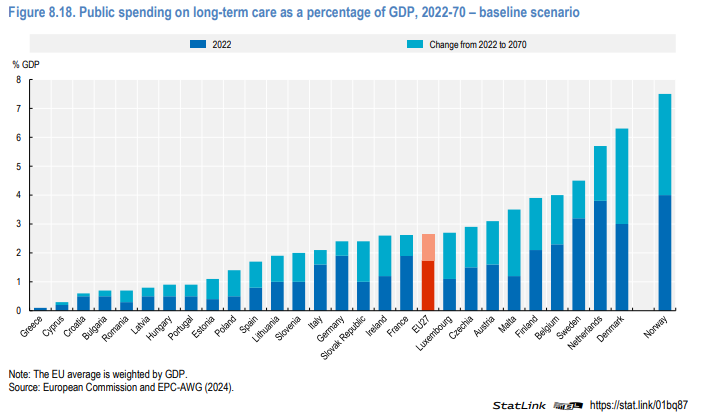 Figure 8.18. Public spending on long-term care as a percentage of GDP, 2022-70 – baseline scenario
2022
Change from 2022 to 2070
% GDP
8
7
6
5
4
3
2
1
0
Greece
Cyprus
Croatia
Bulgaria
Romania
Latvia
Hungary
Portugal
Estonia
Poland
Spain
Lithuania
Slovenia
Italy
Germany
Slovak Republic
Ireland
France
EU27
Luxembourg
Czechia
Austria
Malta
Finland
Belgium
Sweden
Netherlands
Denmark
Norway
Note: The EU average is weighted by GDP.
Source: European Commission and EPC-AWG (2024).
StatLink https://stat.link/01bq87